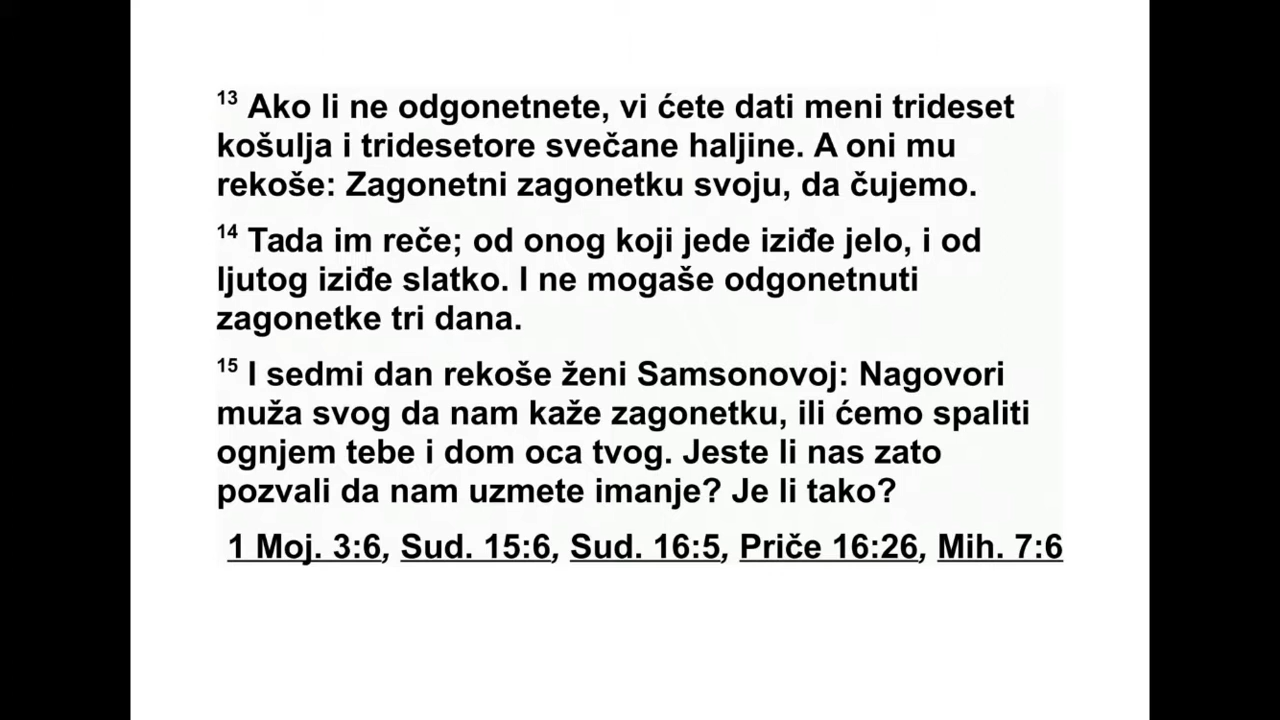 13 Ako li ne odgonetnete, vi ćete dati meni trideset
košulja i tridesetore svečane haljine. A oni mu
rekoše: Zagonetni zagonetku svoju, da čujemo.
14 Tada im reče; od onog koji jede iziđe jelo, i od
ljutog iziđe slatko. I ne mogaše odgonetnuti
zagonetke tri dana.
15 I sedmi dan rekoše ženi Samsonovoj: Nagovori
muža svog da nam kaže zagonetku, ili ćemo spaliti
ognjem tebe i dom oca tvog. Jeste li nas zato
pozvali da nam uzmete imanje? Je li tako?
1 Moj. 3:6, Sud. 15:6, Sud. 16:5, Priče 16:26, Mih. 7:6